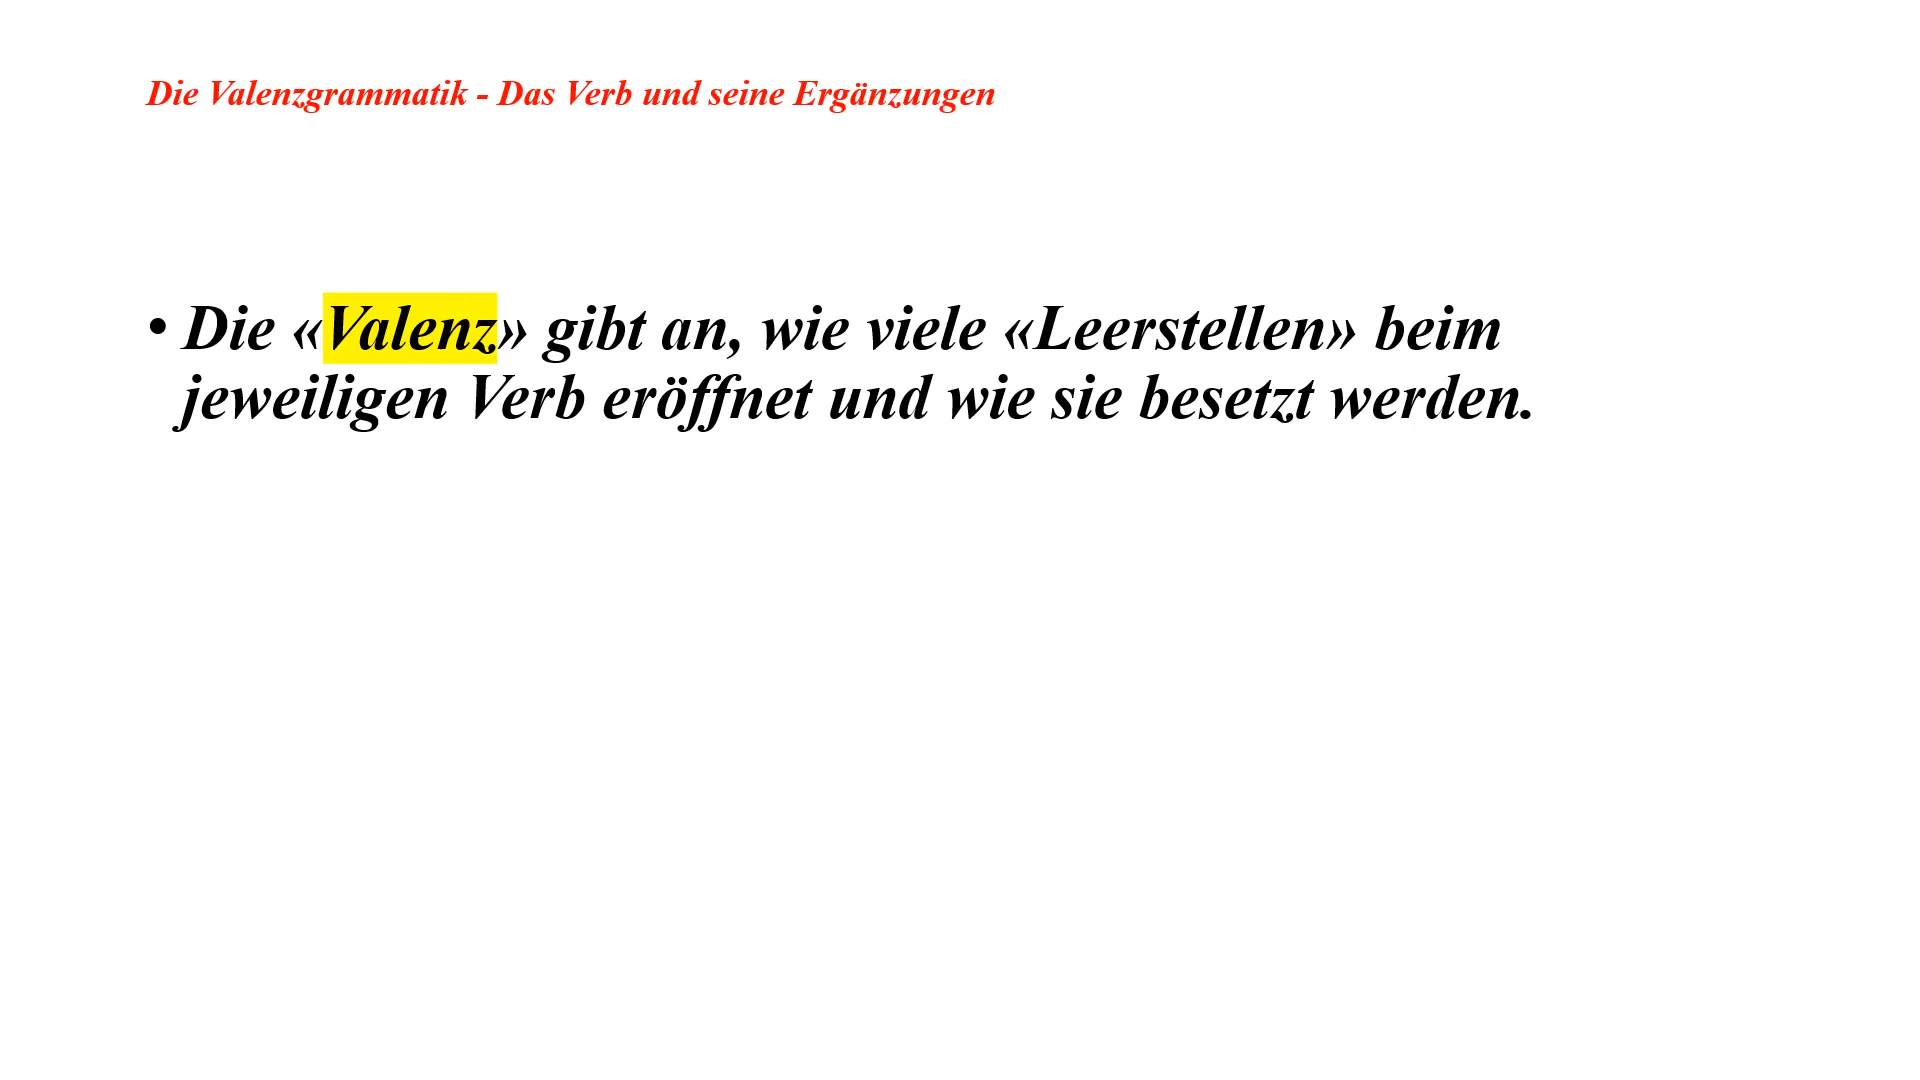 Die Valenzgrammatik - Das Verb und seine Ergänzungen
• Die «Valenz» gibt an, wie viele «Leerstellen» beim
jeweiligen Verb eröffnet und wie sie besetzt werden.